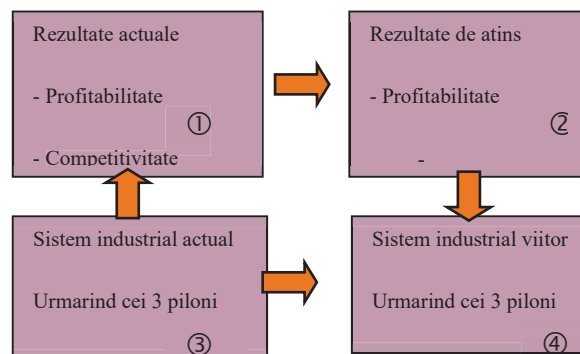 Rezultate actuale
- Profitabilitate
①
- Competitivitate
Rezultate de atins
- Profitabilitate
②
-
Sistem industrial actual
Urmarind cei 3 piloni
③
Sistem industrial viitor
Urmarind cei 3 piloni
④